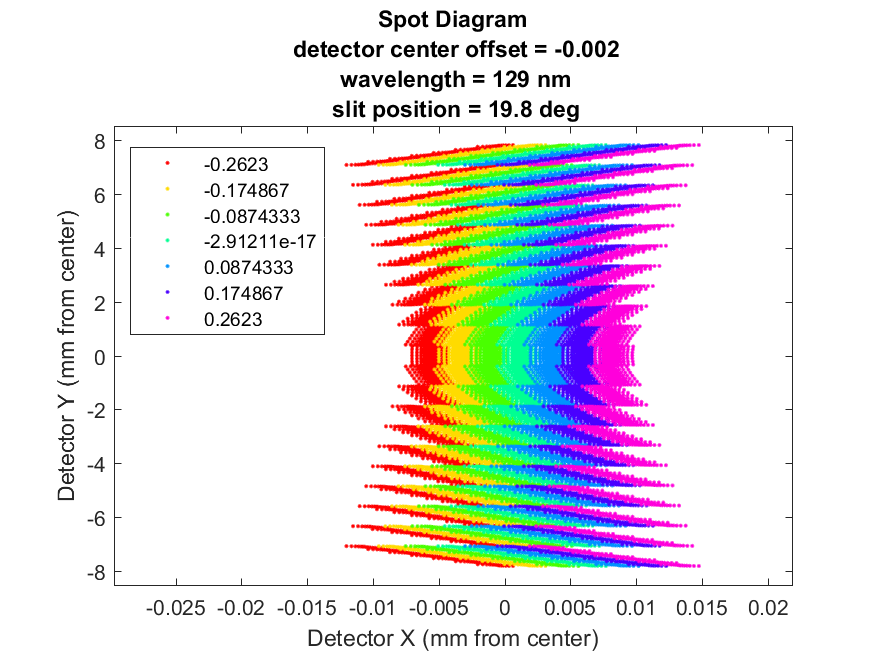 Spot Diagram
detector center offset = -0.002
wavelength = 129 nm
slit position = 19.8 deg
-0.2623
-0.174867
-0.0874333
-2.91211e-17
0.0874333
0.174867
0.2623
Detector Y (mm from center)
8
6
4
2
0
-2
-4
-6
-8
-0.025 -0.02 -0.015 -0.01 -0.005 0 0.005 0.01 0.015 0.02
Detector X (mm from center)